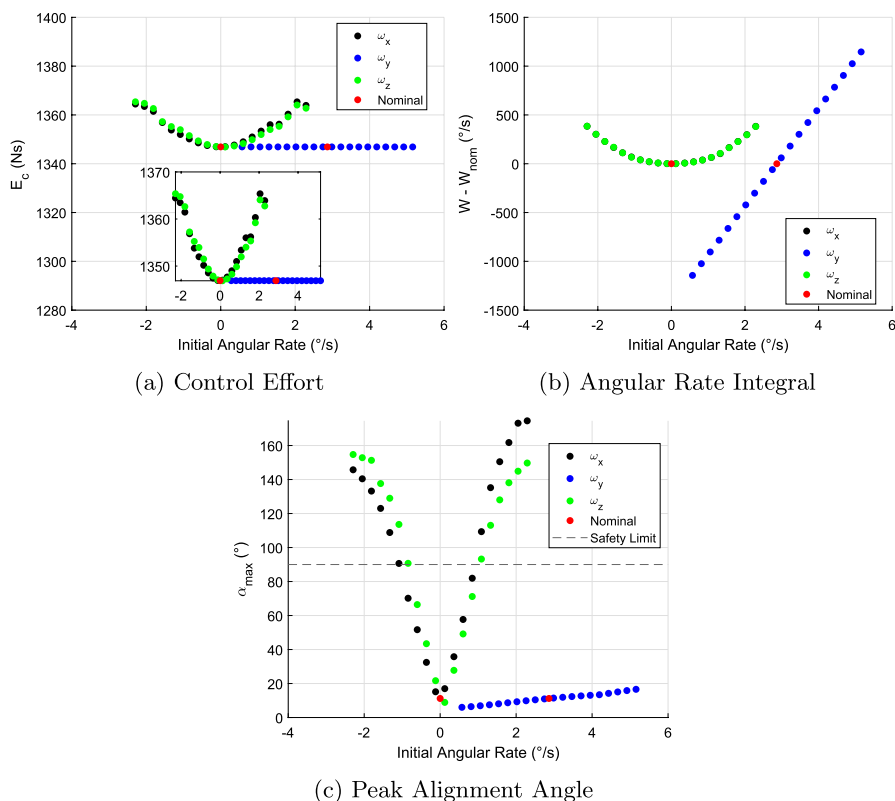 1400
1380
1360
1340
1320
1300
1280
E_c (Ns)
ω_x
ω_y
ω_z
Nominal
1370
1360
1350
-2 0 2 4
-4 -2 0 2 4 6
Initial Angular Rate (°/s)
(a) Control Effort
1500
1000
500
0
-500
-1000
-1500
W - W_nom (°/s)
ω_x
ω_y
ω_z
Nominal
-4 -2 0 2 4 6
Initial Angular Rate (°/s)
(b) Angular Rate Integral
160
140
120
100
80
60
40
20
0
α_max (°)
ω_x
ω_y
ω_z
Nominal
Safety Limit
-4 -2 0 2 4 6
Initial Angular Rate (°/s)
(c) Peak Alignment Angle